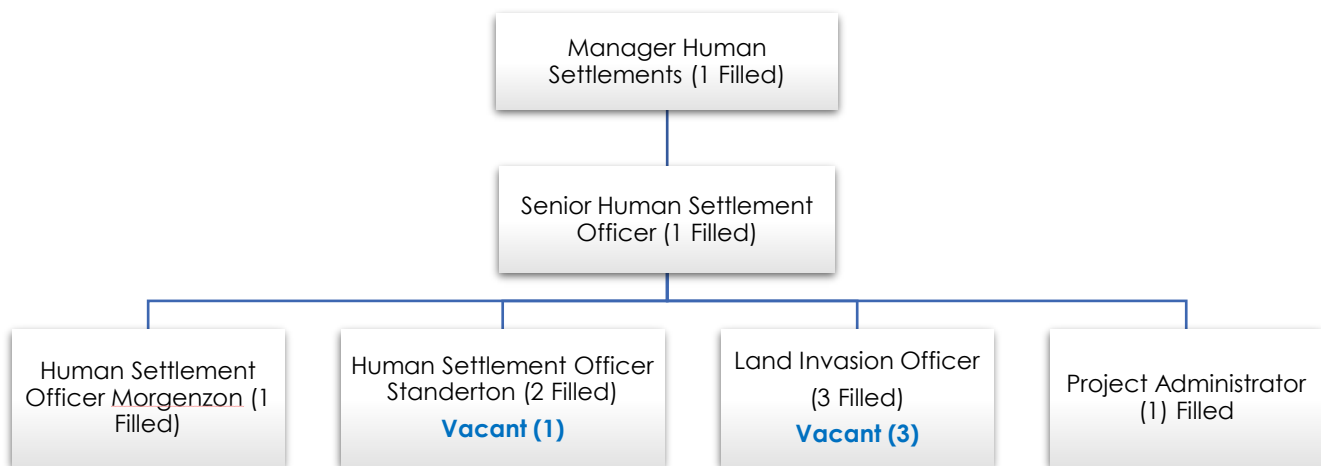 Manager Human
Settlements (1 Filled)
Senior Human Settlement
Officer (1 Filled)
Human Settlement
Officer Morgenzon (1
Filled)
Human Settlement Officer
Standerton (2 Filled)
Vacant (1)
Land Invasion Officer
(3 Filled)
Vacant (3)
Project Administrator
(1) Filled